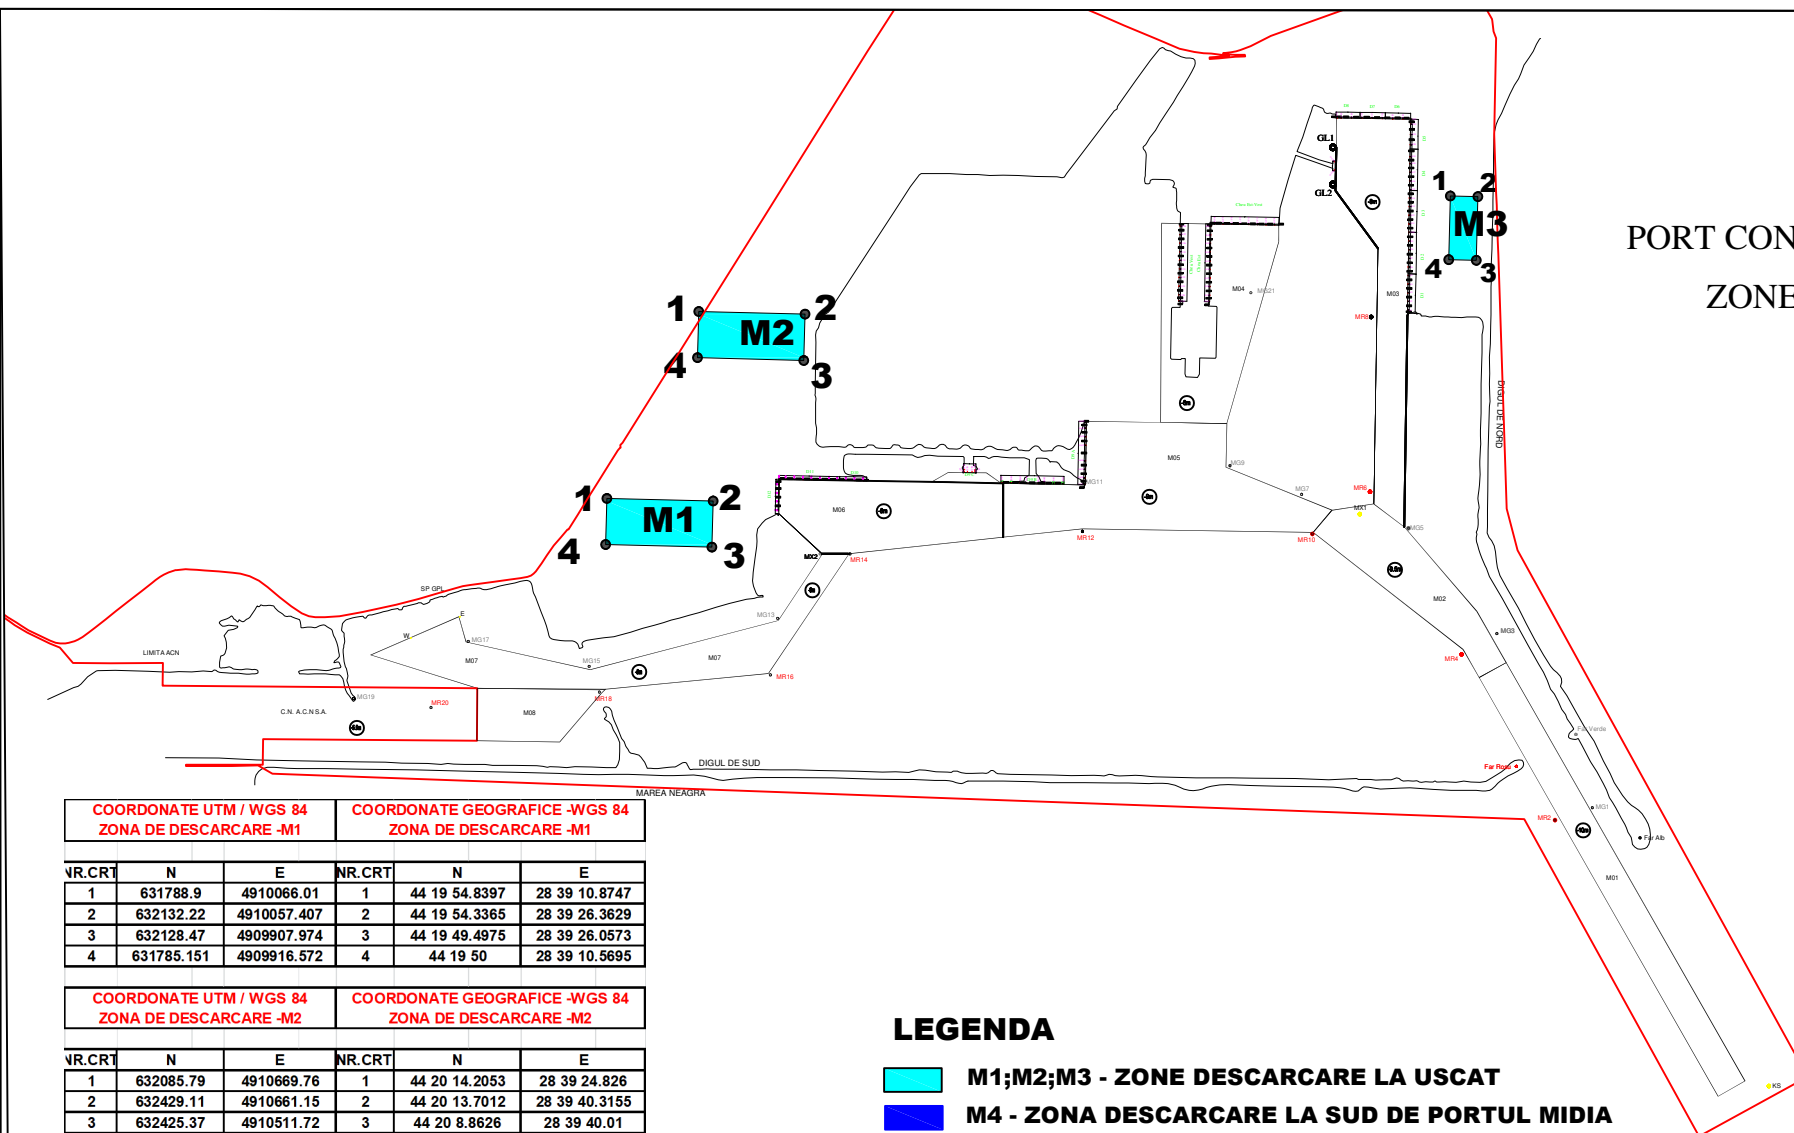 PORT CON
ZONE
GL1
GL2
1
2
M3
4
3
1
2
M2
4
3
1
2
M1
4
3
M04
MG21
M03
MR8
DIGUL DE NORD
M05
MG9
MG7
MR6
MX1
MG5
MG11
M06
MR12
MR10
MX2
MR14
M02
MG3
MR4
SP GPL
E
W
MG17
MG13
MG15
M07
M07
MR16
LIMITA ACN
MG19
MR20
C.N. A.C.N S.A.
M08
MR18
DIGUL DE SUD
MAREA NEAGRA
Far Verde
Far Rosu
MG1
MR2
Far Alb
M01
KS
COORDONATE UTM / WGS 84 COORDONATE GEOGRAFICE -WGS 84
ZONA DE DESCARCARE -M1 ZONA DE DESCARCARE -M1
NR.CRT N E NR.CRT N E
1 631788.9 4910066.01 1 44 19 54.8397 28 39 10.8747
2 632132.22 4910057.407 2 44 19 54.3365 28 39 26.3629
3 632128.47 4909907.974 3 44 19 49.4975 28 39 26.0573
4 631785.151 4909916.572 4 44 19 50 28 39 10.5695
COORDONATE UTM / WGS 84 COORDONATE GEOGRAFICE -WGS 84
ZONA DE DESCARCARE -M2 ZONA DE DESCARCARE -M2
NR.CRT N E NR.CRT N E
1 632085.79 4910669.76 1 44 20 14.2053 28 39 24.826
2 632429.11 4910661.15 2 44 20 13.7012 28 39 40.3155
3 632425.37 4910511.72 3 44 20 8.8626 28 39 40.01
LEGENDA
M1;M2;M3 - ZONE DESCARCARE LA USCAT
M4 - ZONA DESCARCARE LA SUD DE PORTUL MIDIA